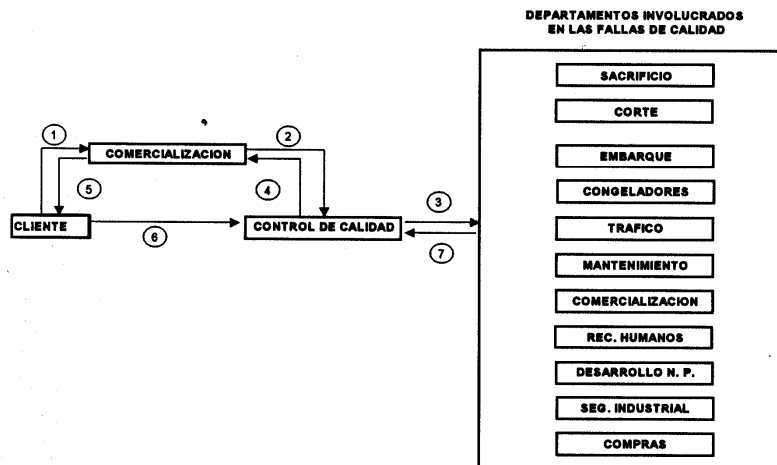 DEPARTAMENTOS INVOLUCRADOS
EN LAS FALLAS DE CALIDAD
SACRIFICIO
CORTE
1
2
COMERCIALIZACION
EMBARQUE
5
4
CONGELADORES
3
CLIENTE
CONTROL DE CALIDAD
TRAFICO
6
7
MANTENIMIENTO
COMERCIALIZACION
REC. HUMANOS
DESARROLLO N. P.
SEG. INDUSTRIAL
COMPRAS